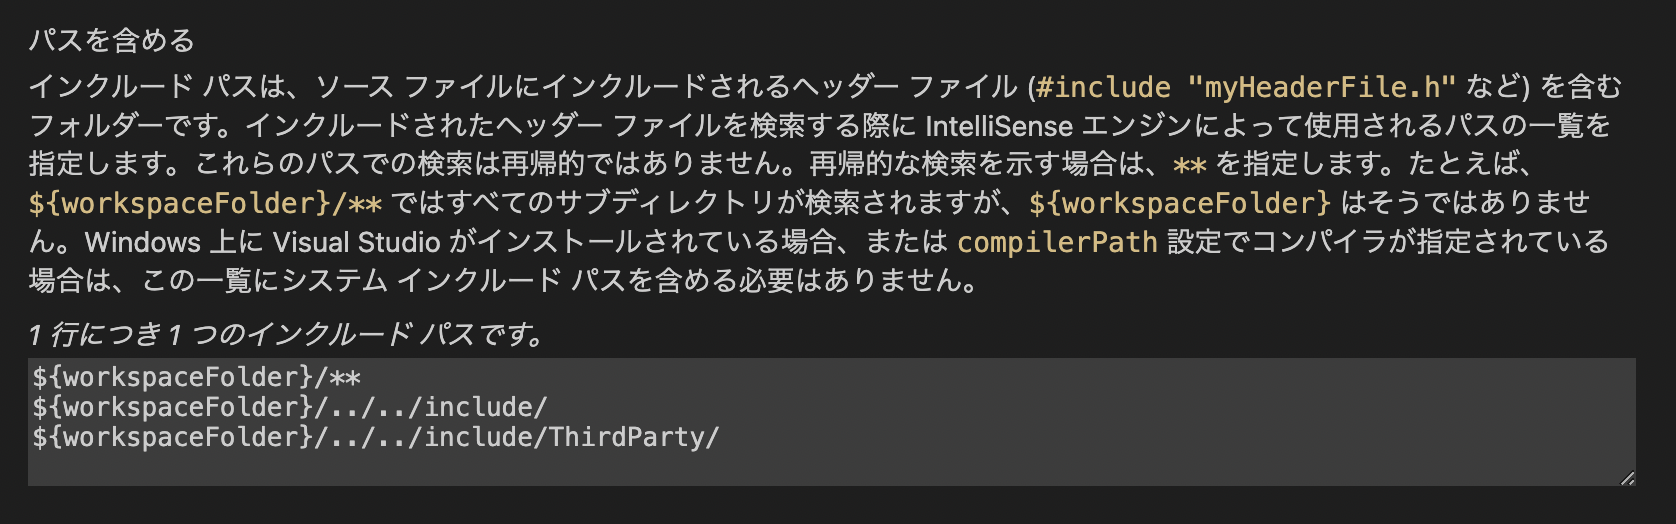 パスを含める
インクルード パスは、ソース ファイルにインクルードされるヘッダー ファイル (#include "myHeaderFile.h" など) を含む
フォルダーです。インクルードされたヘッダー ファイルを検索する際に IntelliSense エンジンによって使用されるパスの一覧を
指定します。これらのパスでの検索は再帰的ではありません。再帰的な検索を示す場合は、** を指定します。たとえば、
${workspaceFolder}/** ではすべてのサブディレクトリが検索されますが、${workspaceFolder} はそうではありませ
ん。Windows 上に Visual Studio がインストールされている場合、または compilerPath 設定でコンパイラが指定されている
場合は、この一覧にシステム インクルード パスを含める必要はありません。
1 行につき 1 つのインクルード パスです。
${workspaceFolder}/**
${workspaceFolder}/../../include/
${workspaceFolder}/../../include/ThirdParty/